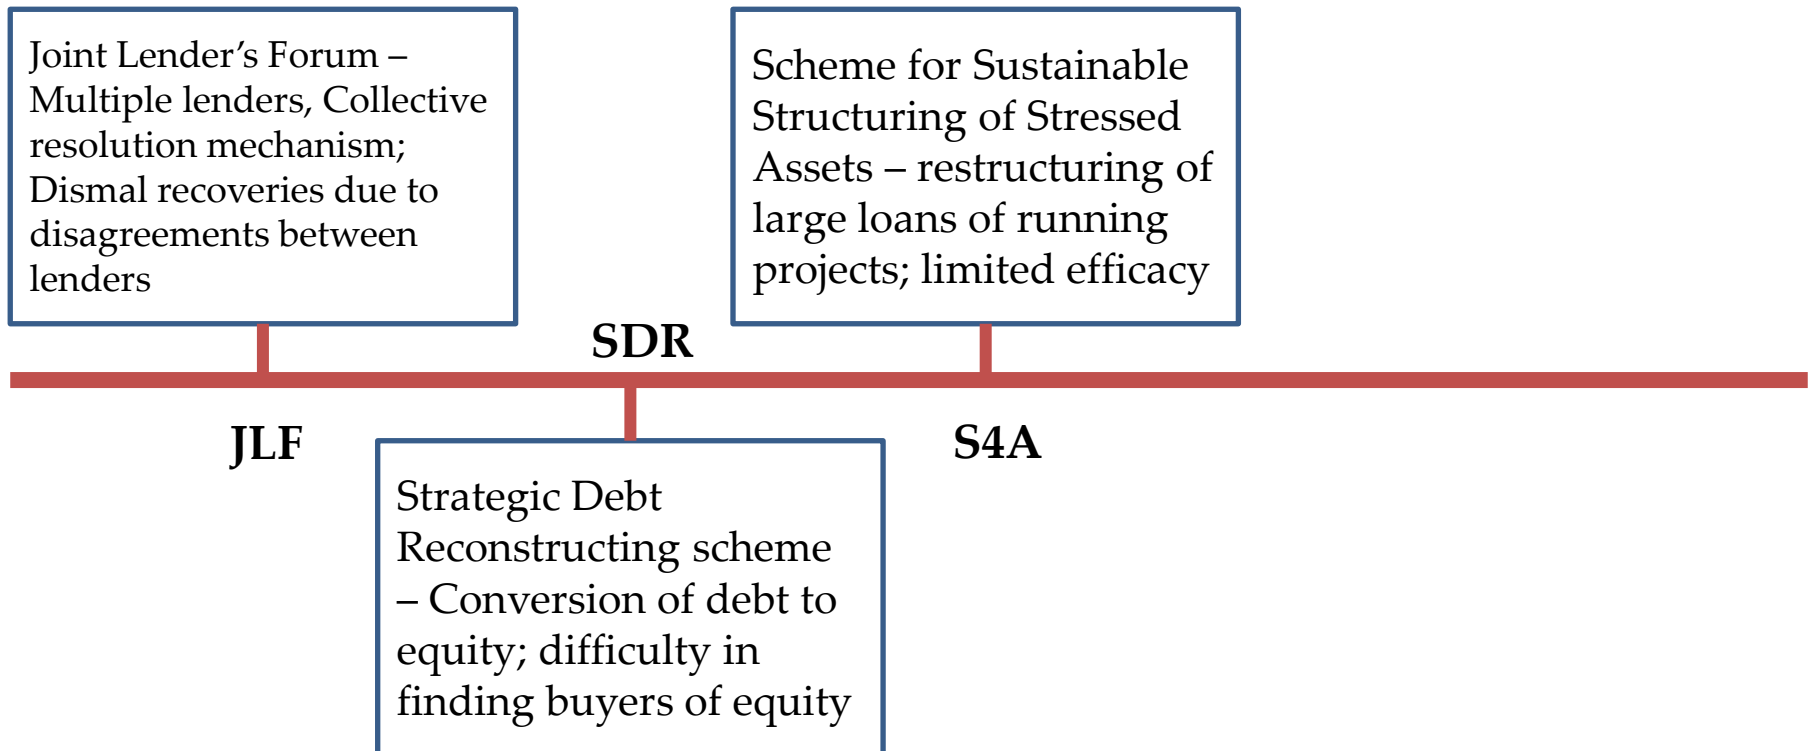 Joint Lender’s Forum –
Multiple lenders, Collective
resolution mechanism;
Dismal recoveries due to
disagreements between
lenders
JLF
SDR
Strategic Debt
Reconstructing scheme
– Conversion of debt to
equity; difficulty in
finding buyers of equity
Scheme for Sustainable
Structuring of Stressed
Assets – restructuring of
large loans of running
projects; limited efficacy
S4A